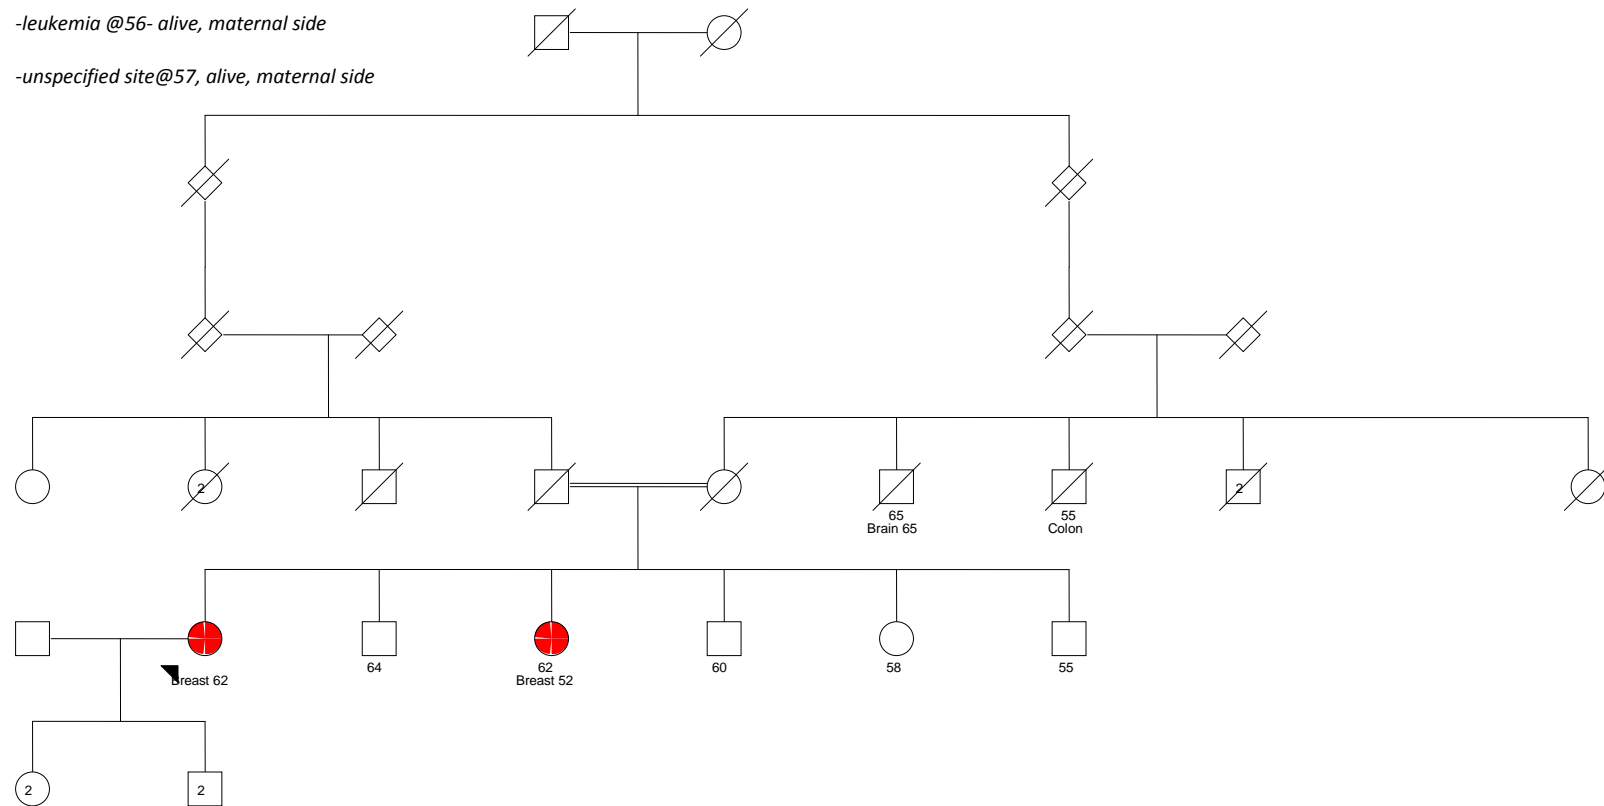 -leukemia @56- alive, maternal side
-unspecified site@57, alive, maternal side
2
65
Brain 65
55
Colon
2
Breast 62
64
62
Breast 52
60
58
55
2
2